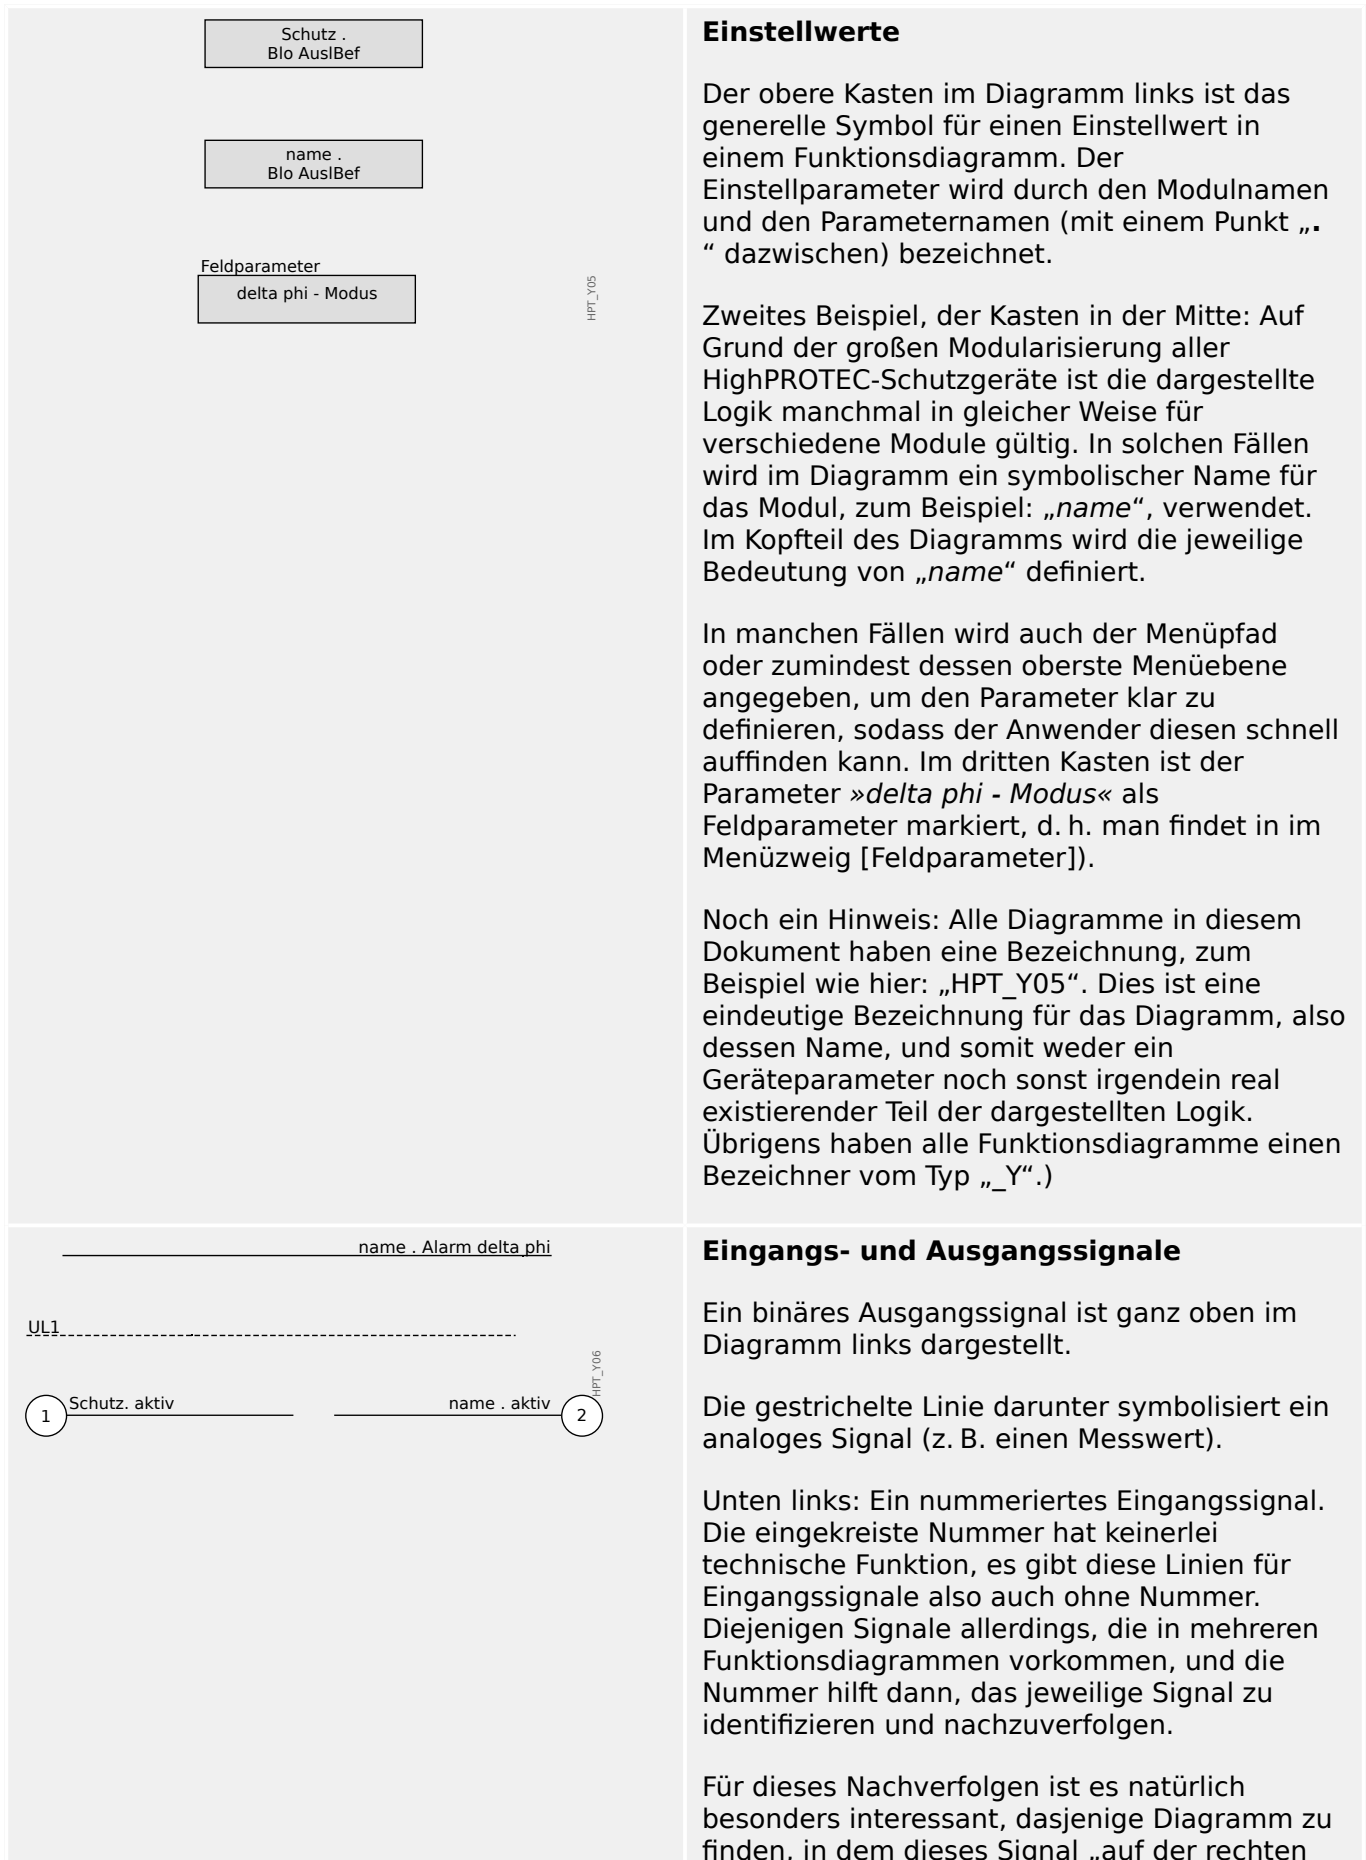 Schutz .
Blo AuslBef
name .
Blo AuslBef
Feldparameter
delta phi - Modus
HPT_Y05
Einstellwerte
Der obere Kasten im Diagramm links ist das
generelle Symbol für einen Einstellwert in
einem Funktionsdiagramm. Der
Einstellparameter wird durch den Modulnamen
und den Parameternamen (mit einem Punkt „.
“ dazwischen) bezeichnet.
Zweites Beispiel, der Kasten in der Mitte: Auf
Grund der großen Modularisierung aller
HighPROTEC-Schutzgeräte ist die dargestellte
Logik manchmal in gleicher Weise für
verschiedene Module gültig. In solchen Fällen
wird im Diagramm ein symbolischer Name für
das Modul, zum Beispiel: „name“, verwendet.
Im Kopfteil des Diagramms wird die jeweilige
Bedeutung von „name“ definiert.
In manchen Fällen wird auch der Menüpfad
oder zumindest dessen oberste Menüebene
angegeben, um den Parameter klar zu
definieren, sodass der Anwender diesen schnell
auffinden kann. Im dritten Kasten ist der
Parameter »delta phi - Modus« als
Feldparameter markiert, d. h. man findet in im
Menüzweig [Feldparameter]).
Noch ein Hinweis: Alle Diagramme in diesem
Dokument haben eine Bezeichnung, zum
Beispiel wie hier: „HPT_Y05“. Dies ist eine
eindeutige Bezeichnung für das Diagramm, also
dessen Name, und somit weder ein
Geräteparameter noch sonst irgendein real
existierender Teil der dargestellten Logik.
Übrigens haben alle Funktionsdiagramme einen
Bezeichner vom Typ „_Y“.)
name . Alarm delta phi
UL1
HPT_Y06
1 Schutz. aktiv name . aktiv 2
Eingangs- und Ausgangssignale
Ein binäres Ausgangssignal ist ganz oben im
Diagramm links dargestellt.
Die gestrichelte Linie darunter symbolisiert ein
analoges Signal (z. B. einen Messwert).
Unten links: Ein nummeriertes Eingangssignal.
Die eingekreiste Nummer hat keinerlei
technische Funktion, es gibt diese Linien für
Eingangssignale also auch ohne Nummer.
Diejenigen Signale allerdings, die in mehreren
Funktionsdiagrammen vorkommen, und die
Nummer hilft dann, das jeweilige Signal zu
identifizieren und nachzuverfolgen.
Für dieses Nachverfolgen ist es natürlich
besonders interessant, dasjenige Diagramm zu
finden, in dem dieses Signal „auf der rechten